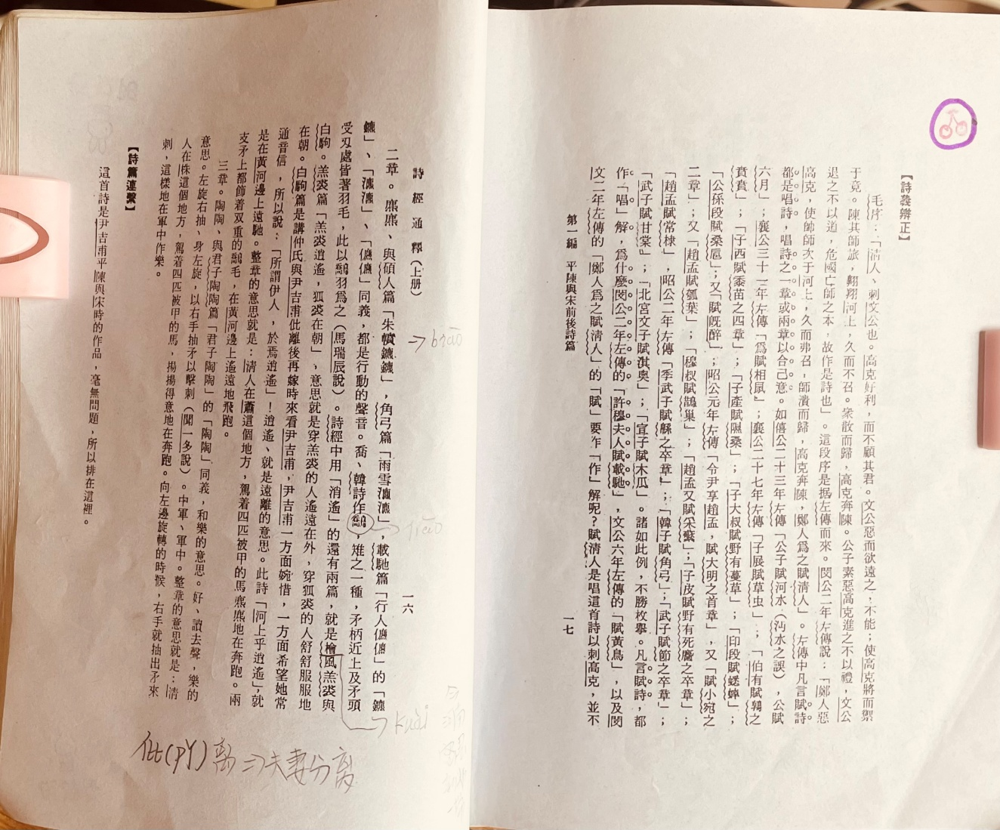 詩經通釋(上册)
一六
二章。麃麃、與碩人篇「朱幩鑣鑣」,角弓篇「雨雪瀌瀌」,載馳篇「行人儦儦」的「鑣
鑣」、「瀌瀌」、「儦儦」同義,都是行動的聲音。喬、韓詩作鷮,雉之一種,矛柄近上及矛頭
受刃處皆著羽毛,此以鷮羽爲之(馬瑞辰說)。詩經中用「消遙」的還有兩篇,就是檜風羔裘與
白駒。羔裘篇「羔裘逍遙,狐裘在朝」,意思就是穿羔裘的人遙遠在外,穿狐裘的人舒舒服服地
在朝。白駒篇是講仲氏與尹吉甫仳離後再嫁時來看尹吉甫,尹吉甫一方面婉惜,一方面希望她常
通音信,所以說:「所謂伊人,於焉逍遙」!逍遙、就是遠離的意思。此詩「河上乎逍遙」,就
是在黃河邊上遠馳。整章的意思就是:清人在蕭這個地方,駕着四匹被甲的馬麃麃地在奔跑。兩
支矛上都飾着双重的鷮毛,在黃河邊上遙遠地飛跑。
三章。陶陶、與君子陶陶篇「君子陶陶」的「陶陶」同義,和樂的意思。好、讀去聲,樂的
意思。左旋右抽、身左旋,以右手抽矛以擊刺(聞一多說)。中軍、軍中。整章的意思就是:清
人在株這個地方,駕着四匹被甲的馬,揚揚得意地在奔跑。向左邊旋轉的時候,右手就抽出矛來
刺,這樣地在軍中作樂。
【詩篇連繫】
這首詩是尹吉甫平陳與宋時的作品,毫無問題,所以排在這裡。
→biāo
→jiāo
→kuài
仳(pǐ)離⇒夫妻分离
【詩義辨正】
毛序:「清人、刺文公也。高克好利,而不顧其君。文公惡而欲遠之,不能;使高克將而禦
于竟。陳其師旅,翱翔河上,久而不召。衆散而歸,高克奔陳。公子素惡高克進之不以禮,文公
退之不以道,危國亡師之本,故作是詩也」。這段序是据左傳而來。閔公二年左傳說:「鄭人惡
高克,使帥師次于河上,久而弗召,師潰而歸,高克奔陳,鄭人爲之賦清人」。左傳中凡言賦詩
都是唱詩,唱詩之一章或兩章以合己意。如僖公二十三年左傳「公子賦河水(沔水之誤),公賦
六月」;襄公三十二年左傳「爲賦相鼠」;襄公二十七年左傳「子展賦草虫」;「伯有賦鶉之
賁賁」;「子西賦黍苗之四章」;「子產賦隰桑」;「子大叔賦野有蔓草」;「印段賦蟋蟀」;
「公孫段賦桑扈」;又「賦旣醉」;昭公元年左傳「令尹享趙孟,賦大明之首章」,又「賦小宛之
二章」;又「趙孟賦瓠葉」;「穆叔賦鵲巢」;「趙孟又賦采蘩」;「子皮賦野有死麕之卒章」;
「趙孟賦常棣」,昭公二年左傳「季武子賦緜之卒章」;「韓子賦角弓」;「武子賦節之卒章」;
「武子賦甘棠」;「北宮文子賦淇奧」;「宣子賦木瓜」。諸如此例,不勝枚擧。凡言賦詩,都
作「唱」解,爲什麼閔公二年左傳的「許穆夫人賦載馳」,文公六年左傳的「賦黃鳥」,以及閔
文二年左傳的「鄭人爲之賦清人」的「賦」要作「作」解呢?賦清人是唱這首詩以刺高克,並不
第一編 平陳與宋前後詩篇
一七